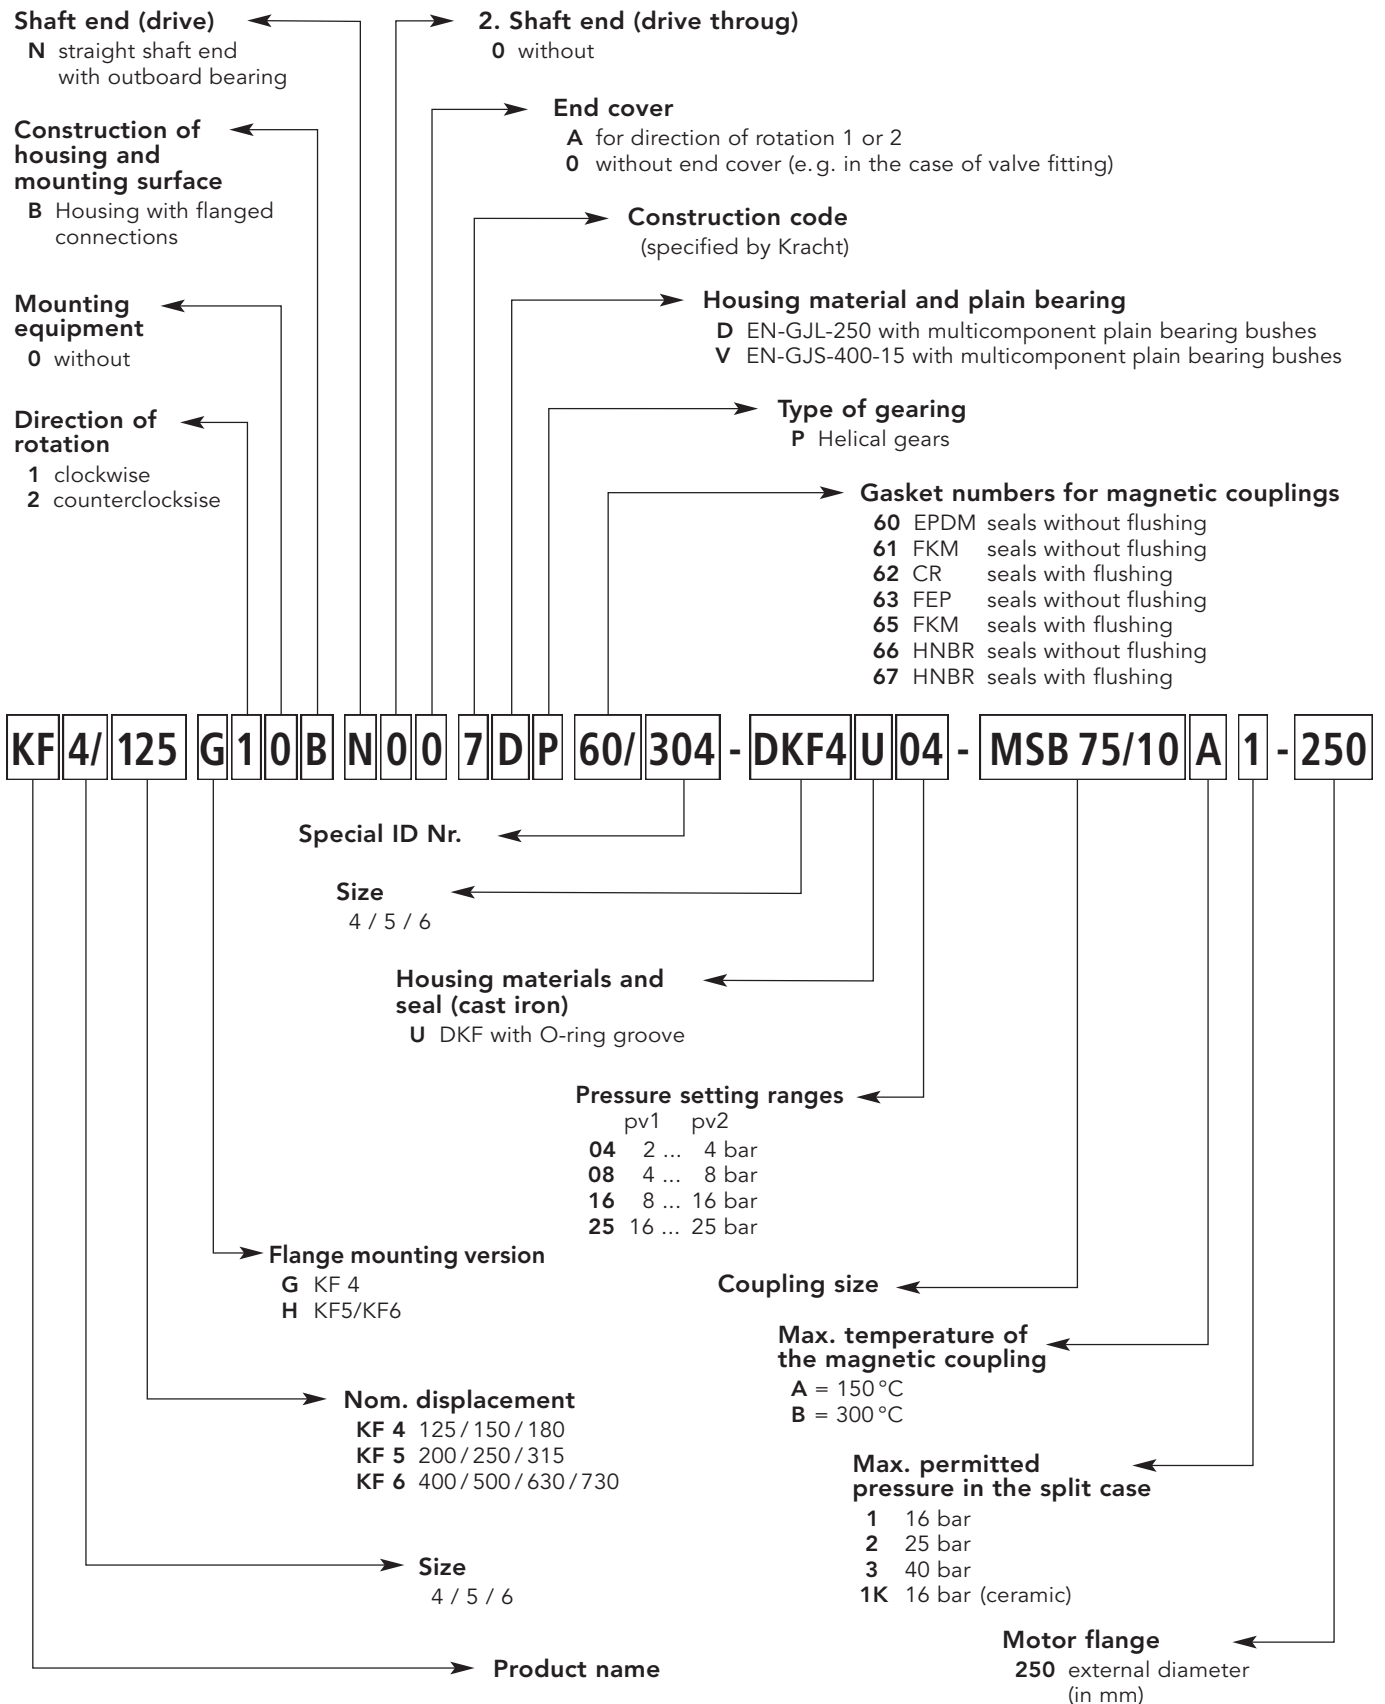 Shaft end (drive)
N straight shaft end
with outboard bearing
2. Shaft end (drive throug)
0 without
End cover
A for direction of rotation 1 or 2
0 without end cover (e.g. in the case of valve fitting)
Construction of
housing and
mounting surface
B Housing with flanged
connections
Construction code
(specified by Kracht)
Mounting
equipment
0 without
Housing material and plain bearing
D EN-GJL-250 with multicomponent plain bearing bushes
V EN-GJS-400-15 with multicomponent plain bearing bushes
Direction of
rotation
1 clockwise
2 counterclocksise
Type of gearing
P Helical gears
Gasket numbers for magnetic couplings
60 EPDM seals without flushing
61 FKM seals without flushing
62 CR seals with flushing
63 FEP seals without flushing
65 FKM seals with flushing
66 HNBR seals without flushing
67 HNBR seals with flushing
KF 4/ 125 G 1 0 B N 0 0 7 D P 60/ 304 - DKF4 U 04 - MSB 75/10 A 1 - 250
Special ID Nr.
Size
4 / 5 / 6
Housing materials and
seal (cast iron)
U DKF with O-ring groove
Pressure setting ranges
pv1 pv2
04 2 ... 4 bar
08 4 ... 8 bar
16 8 ... 16 bar
25 16 ... 25 bar
Flange mounting version
G KF 4
H KF5/KF6
Coupling size
Max. temperature of
the magnetic coupling
A = 150 °C
B = 300 °C
Nom. displacement
KF 4 125 / 150 / 180
KF 5 200 / 250 / 315
KF 6 400 / 500 / 630 / 730
Max. permitted
pressure in the split case
1 16 bar
2 25 bar
3 40 bar
1K 16 bar (ceramic)
Size
4 / 5 / 6
Motor flange
250 external diameter
(in mm)
Product name